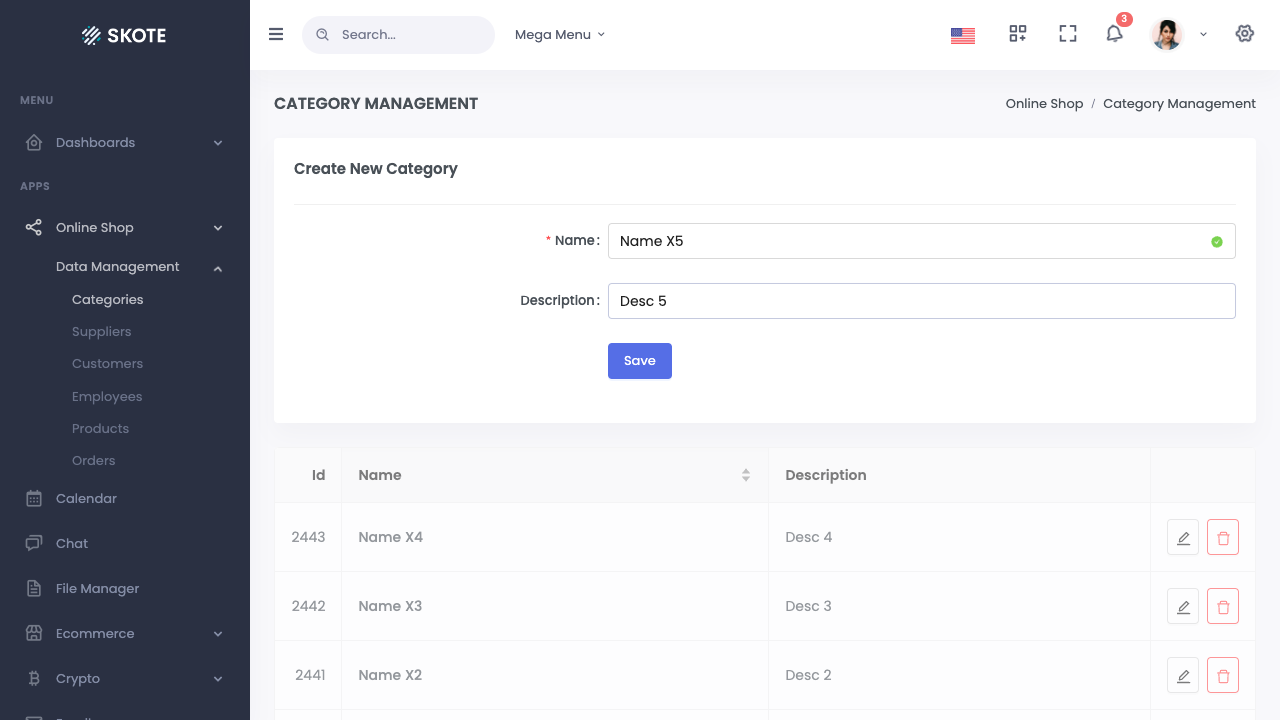 SKOTE
Search...
Mega Menu
3
MENU
Dashboards
APPS
Online Shop
Data Management
Categories
Suppliers
Customers
Employees
Products
Orders
Calendar
Chat
File Manager
Ecommerce
Crypto
CATEGORY MANAGEMENT
Online Shop / Category Management
Create New Category
* Name:
Name X5
Description:
Desc 5
Save
Id Name Description
2443 Name X4 Desc 4
2442 Name X3 Desc 3
2441 Name X2 Desc 2